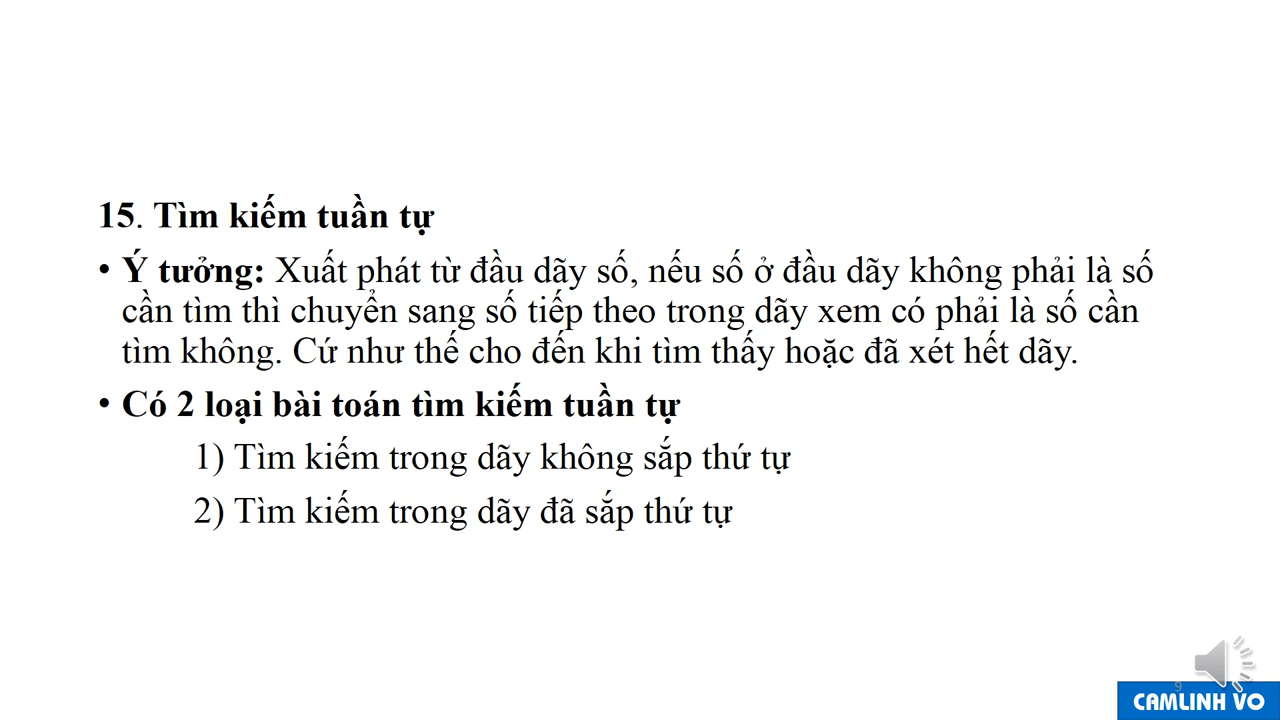 15. Tìm kiếm tuần tự
• Ý tưởng: Xuất phát từ đầu dãy số, nếu số ở đầu dãy không phải là số
cần tìm thì chuyển sang số tiếp theo trong dãy xem có phải là số cần
tìm không. Cứ như thế cho đến khi tìm thấy hoặc đã xét hết dãy.
• Có 2 loại bài toán tìm kiếm tuần tự
1) Tìm kiếm trong dãy không sắp thứ tự
2) Tìm kiếm trong dãy đã sắp thứ tự
9
CAMLINH VO